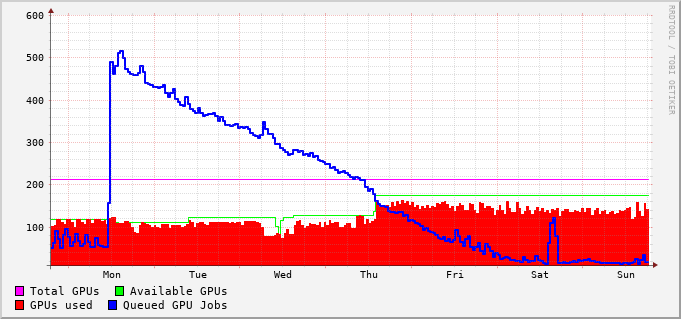 600
500
400
300
200
100
Mon Tue Wed Thu Fri Sat Sun
Total GPUs Available GPUs
GPUs used Queued GPU Jobs
RRDTOOL / TOBI OETIKER